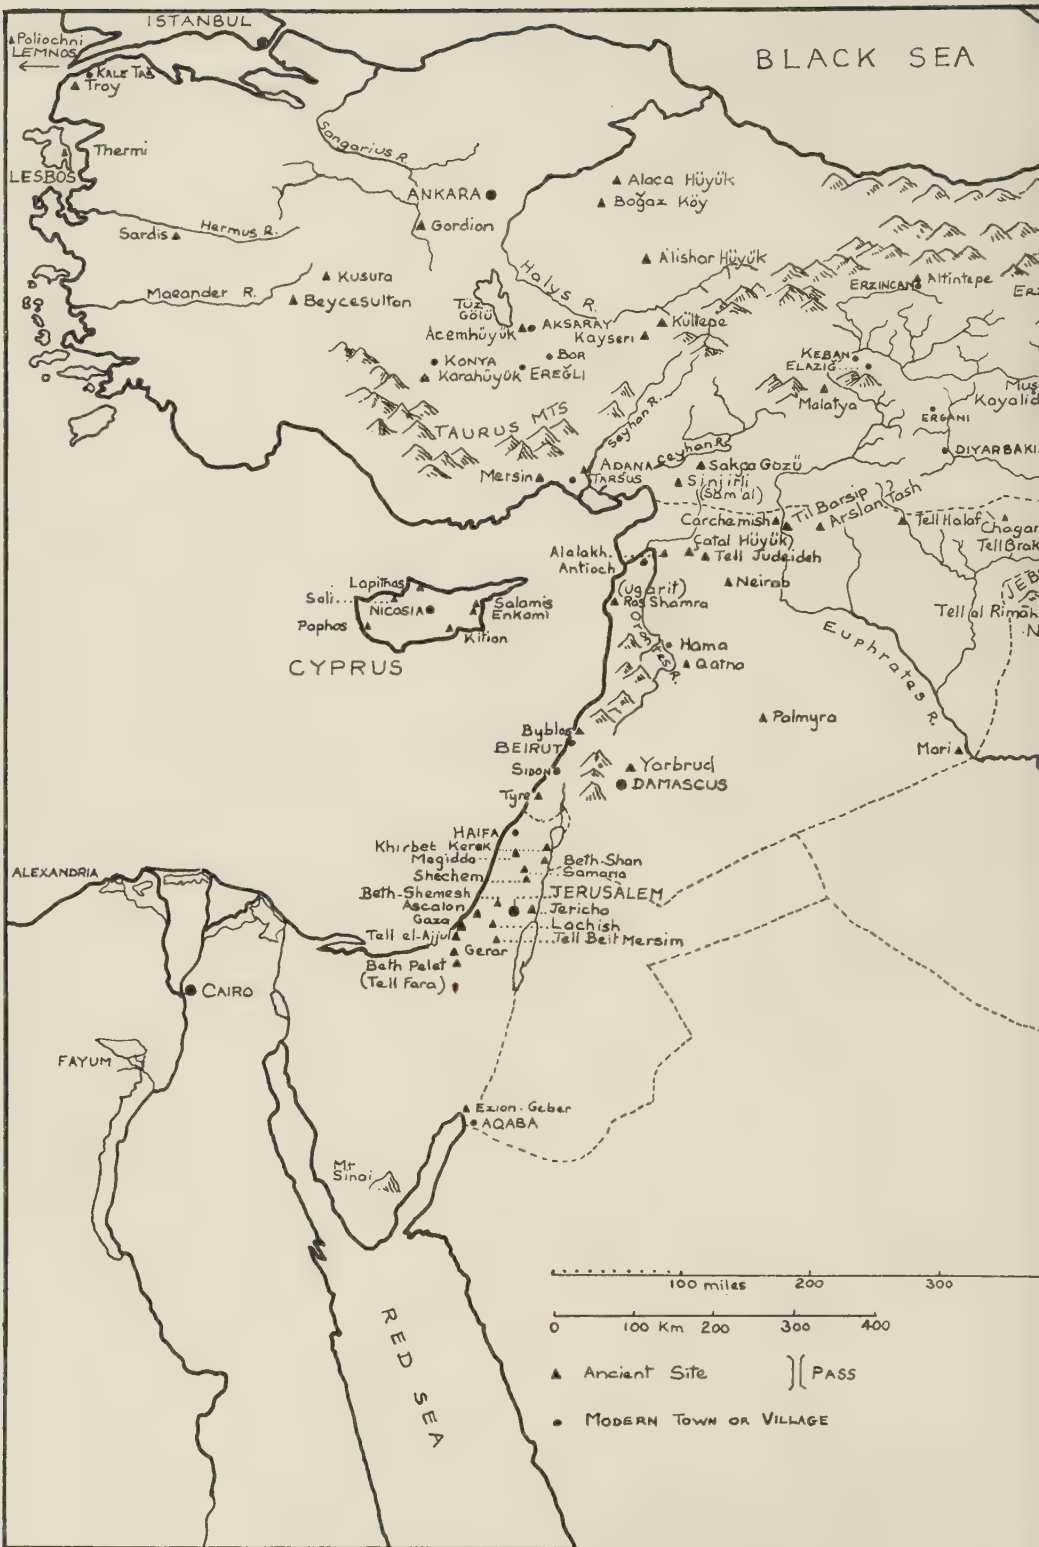 ISTANBUL
BLACK SEA
Poliochni
LEMNOS
KALE TAŞ
Troy
Sangarius R.
Thermi
LESBOS
ANKARA
Alaca Hüyük
Boğaz Köy
Hermus R.
Gordion
Sardis
Alishar Hüyük
Halys R.
Kusura
Maeander R.
Beycesultan
ERZINCAN
Altintepe
Tüz
Gölü
Acemhüyük
AKSARAY
Kültepe
Kayseri
KONYA
BOR
Karahüyük
EREĞLI
KEBAN
ELAZIĞ
Malatya
Kayalid
ERGANI
TAURUS MTS
Seyhan R.
Ceyhan R.
DIYARBAKI
ADANA
Mersin
TARSUS
Sakça Gözü
Sinjirli
(Sam'al)
Carchemish
Til Barsip
Arslan Tash
Tell Halaf
Chagar
Tell Brak
Alalakh
Çatal Hüyük
Antioch
Tell Judeideh
Neirab
JEB
Lapithos
Soli
NICOSIA
Salamis
Enkomi
Paphos
Kition
CYPRUS
(Ugarit)
Ras Shamra
Orontes R.
Hama
Qatna
Tell al Rimah
Euphrates R.
Palmyra
Mari
Byblos
BEIRUT
SIDON
Yabrud
DAMASCUS
Tyre
HAIFA
Khirbet Kerak
Megiddo
Beth-Shan
Samaria
Shechem
Beth-Shemesh
JERUSALEM
Ascalon
Jericho
Gaza
Lachish
Tell el-Ajjul
Tell Beit Mersim
Gerar
Beth Pelet
(Tell Fara)
ALEXANDRIA
CAIRO
FAYUM
Ezion-Geber
AQABA
Mt
Sinai
RED SEA
100 miles 200 300
0 100 Km 200 300 400
Ancient Site
PASS
MODERN TOWN OR VILLAGE